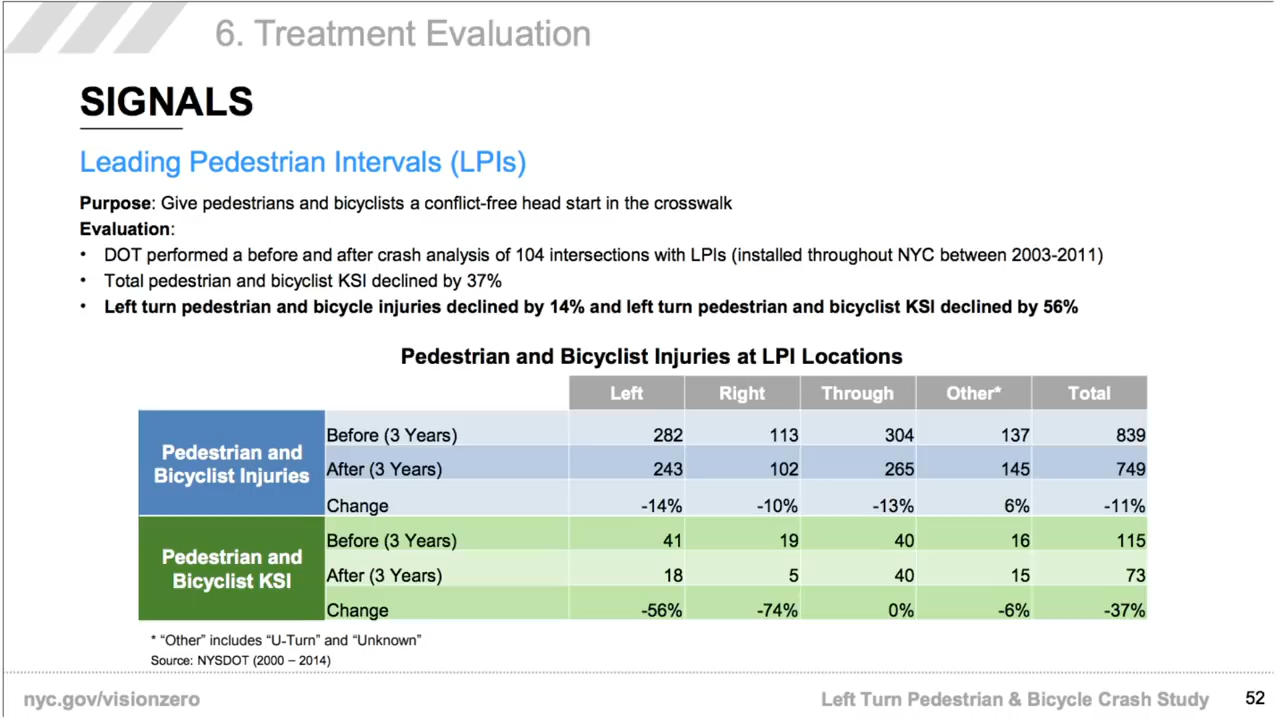 6. Treatment Evaluation
SIGNALS
Leading Pedestrian Intervals (LPIs)
Purpose: Give pedestrians and bicyclists a conflict-free head start in the crosswalk
Evaluation:
• DOT performed a before and after crash analysis of 104 intersections with LPIs (installed throughout NYC between 2003-2011)
• Total pedestrian and bicyclist KSI declined by 37%
• Left turn pedestrian and bicycle injuries declined by 14% and left turn pedestrian and bicyclist KSI declined by 56%
Pedestrian and Bicyclist Injuries at LPI Locations
Left Right Through Other* Total
Pedestrian and
Bicyclist Injuries
Before (3 Years) 282 113 304 137 839
After (3 Years) 243 102 265 145 749
Change -14% -10% -13% 6% -11%
Pedestrian and
Bicyclist KSI
Before (3 Years) 41 19 40 16 115
After (3 Years) 18 5 40 15 73
Change -56% -74% 0% -6% -37%
* “Other” includes “U-Turn” and “Unknown”
Source: NYSDOT (2000 – 2014)
nyc.gov/visionzero
Left Turn Pedestrian & Bicycle Crash Study 52